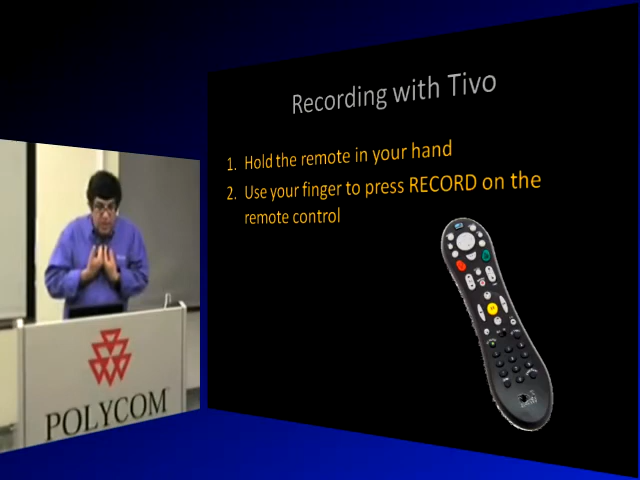 Recording with Tivo
1. Hold the remote in your hand
2. Use your finger to press RECORD on the
remote control
POLYCOM